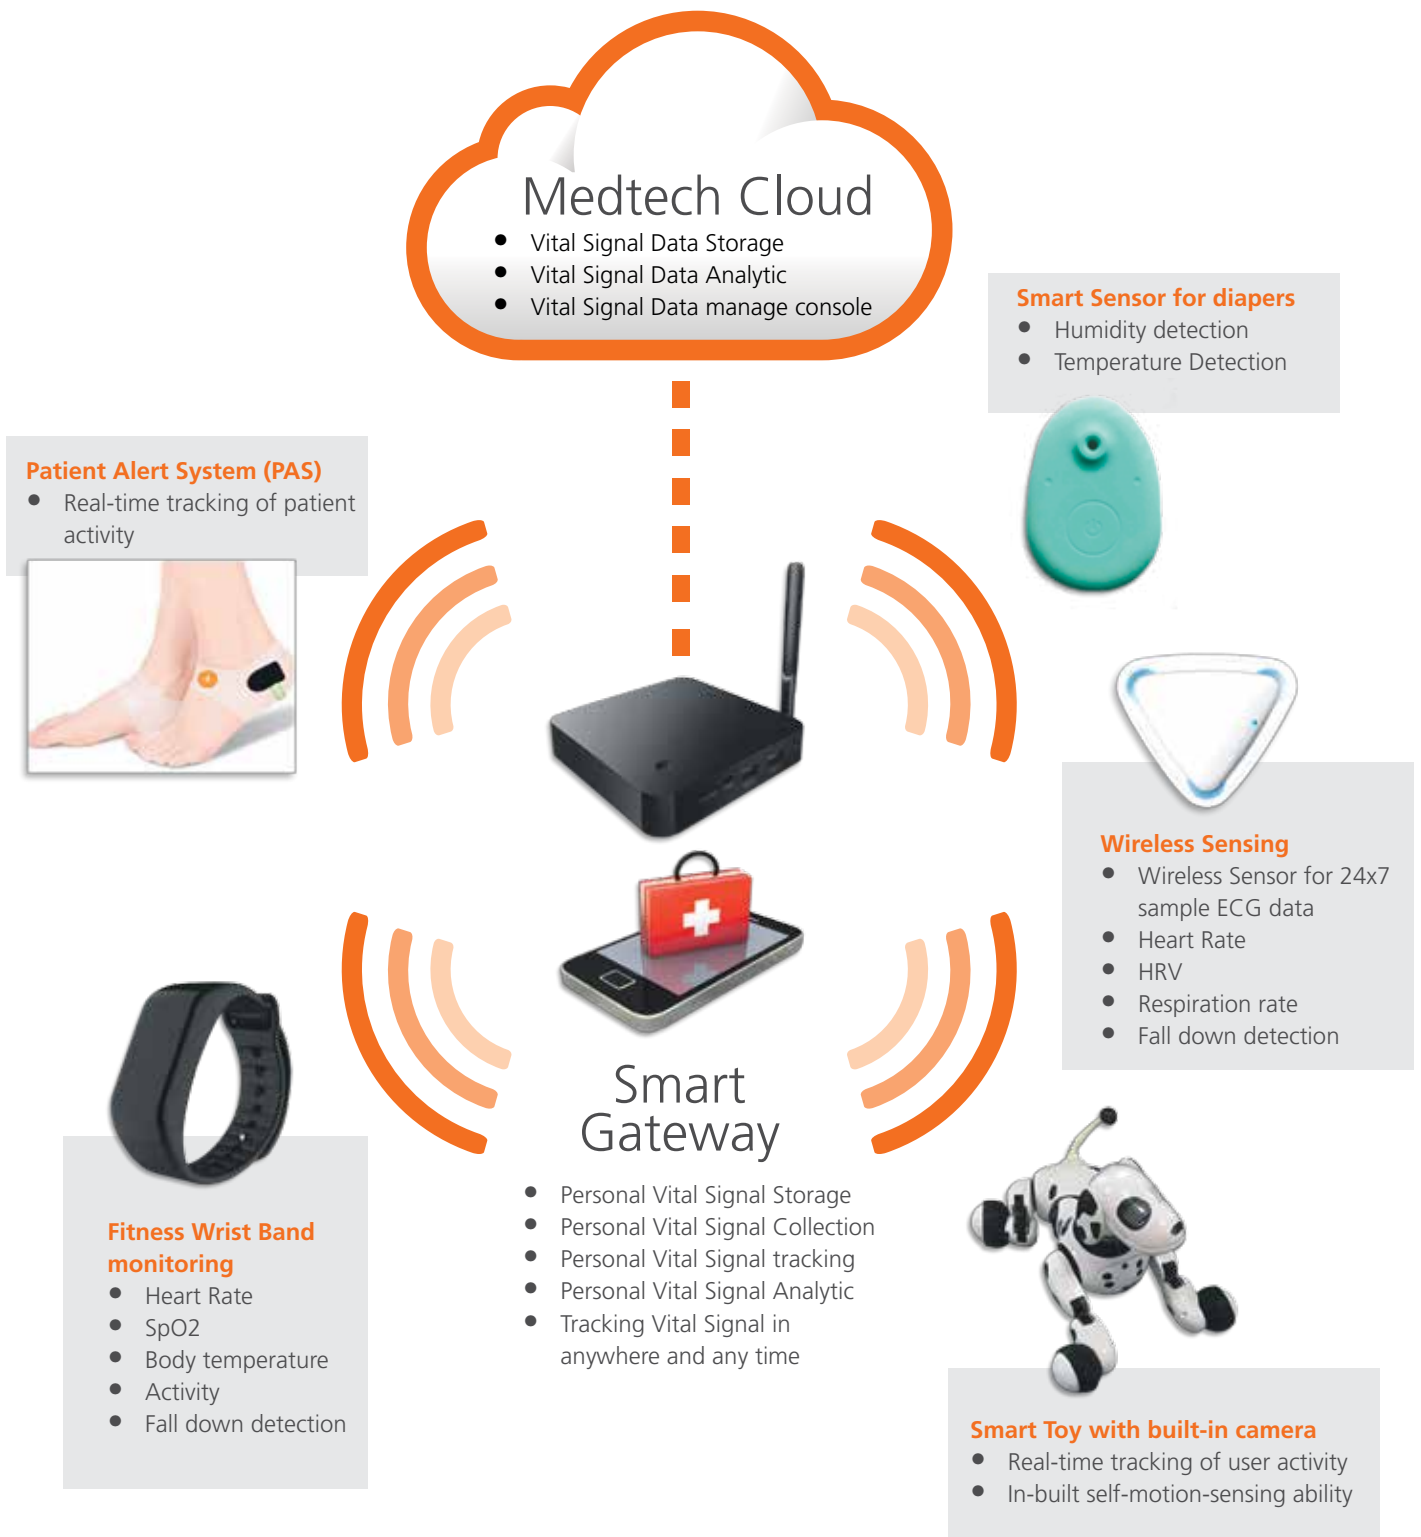 Medtech Cloud
• Vital Signal Data Storage
• Vital Signal Data Analytic
• Vital Signal Data manage console
Smart Sensor for diapers
• Humidity detection
• Temperature Detection
Patient Alert System (PAS)
• Real-time tracking of patient
activity
Wireless Sensing
• Wireless Sensor for 24x7
sample ECG data
• Heart Rate
• HRV
• Respiration rate
• Fall down detection
Smart
Gateway
• Personal Vital Signal Storage
• Personal Vital Signal Collection
• Personal Vital Signal tracking
• Personal Vital Signal Analytic
• Tracking Vital Signal in
anywhere and any time
Fitness Wrist Band
monitoring
• Heart Rate
• SpO2
• Body temperature
• Activity
• Fall down detection
Smart Toy with built-in camera
• Real-time tracking of user activity
• In-built self-motion-sensing ability